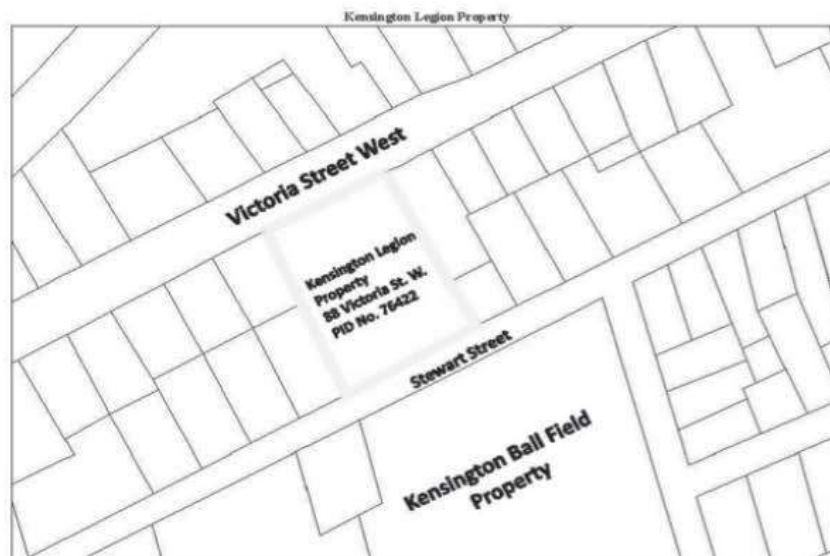 Kensington Legion Property
Victoria Street West
Kensington Legion
Property
88 Victoria St. W.
PID No. 76422
Stewart Street
Kensington Ball Field
Property